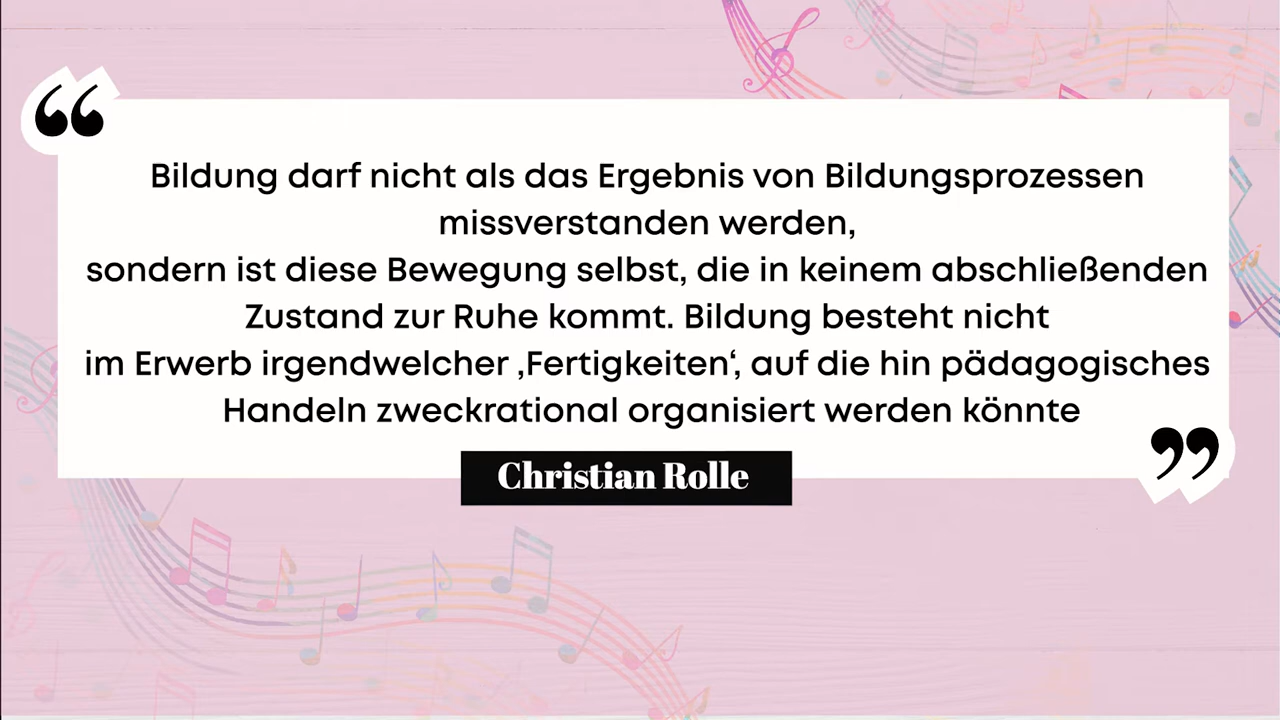 “
Bildung darf nicht als das Ergebnis von Bildungsprozessen
missverstanden werden,
sondern ist diese Bewegung selbst, die in keinem abschließenden
Zustand zur Ruhe kommt. Bildung besteht nicht
im Erwerb irgendwelcher ‚Fertigkeiten‘, auf die hin pädagogisches
Handeln zweckrational organisiert werden könnte
”
Christian Rolle